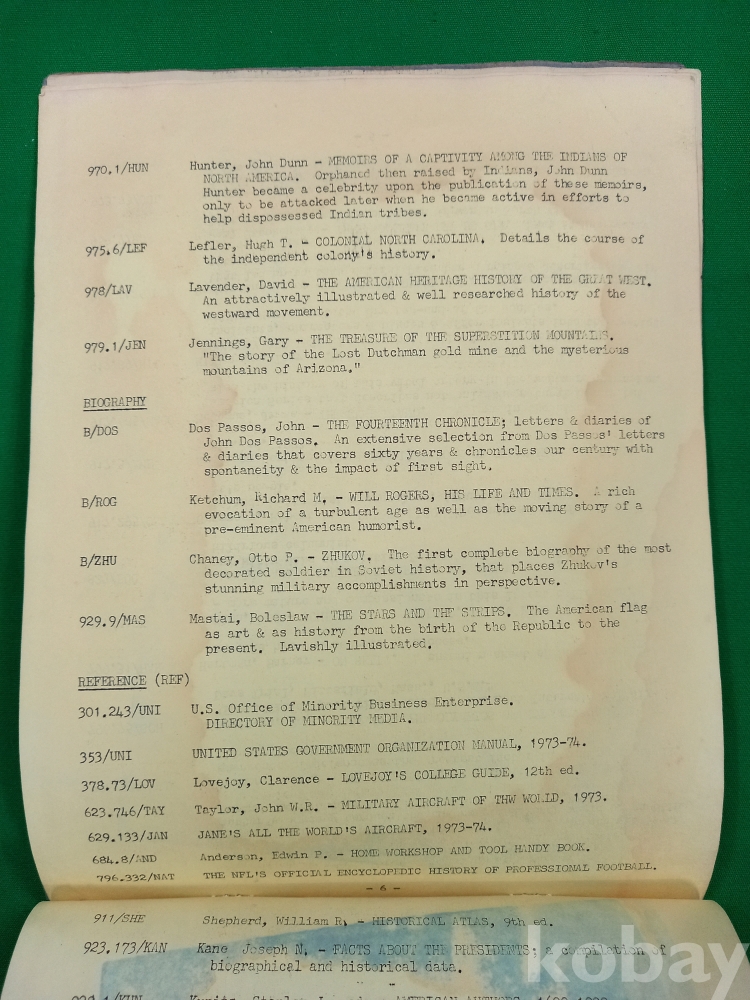 970.1/HUN Hunter, John Dunn - MEMOIRS OF A CAPTIVITY AMONG THE INDIANS OF
NORTH AMERICA. Orphaned then raised by Indians, John Dunn
Hunter became a celebrity upon the publication of these memoirs,
only to be attacked later when he became active in efforts to
help dispossessed Indian tribes.
975.6/LEF Lefler, Hugh T. - COLONIAL NORTH CAROLINA. Details the course of
the independent colony's history.
978/LAV Lavender, David - THE AMERICAN HERITAGE HISTORY OF THE GREAT WEST.
An attractively illustrated & well researched history of the
westward movement.
979.1/JEN Jennings, Gary - THE TREASURE OF THE SUPERSTITION MOUNTAINS.
"The story of the Lost Dutchman gold mine and the mysterious
mountains of Arizona."
BIOGRAPHY
B/DOS Dos Passos, John - THE FOURTEENTH CHRONICLE; letters & diaries of
John Dos Passos. An extensive selection from Dos Passos' letters
& diaries that covers sixty years & chronicles our century with
spontaneity & the impact of first sight.
B/ROG Ketchum, Richard M. - WILL ROGERS, HIS LIFE AND TIMES. A rich
evocation of a turbulent age as well as the moving story of a
pre-eminent American humorist.
B/ZHU Chaney, Otto P. - ZHUKOV. The first complete biography of the most
decorated soldier in Soviet history, that places Zhukov's
stunning military accomplishments in perspective.
929.9/MAS Mastai, Boleslaw - THE STARS AND THE STRIPS. The American flag
as art & as history from the birth of the Republic to the
present. Lavishly illustrated.
REFERENCE (REF)
301.243/UNI U.S. Office of Minority Business Enterprise.
DIRECTORY OF MINORITY MEDIA.
353/UNI UNITED STATES GOVERNMENT ORGANIZATION MANUAL, 1973-74.
378.73/LOV Lovejoy, Clarence - LOVEJOY'S COLLEGE GUIDE, 12th ed.
623.746/TAY Taylor, John W.R. - MILITARY AIRCRAFT OF THW WORLD, 1973.
629.133/JAN JANE'S ALL THE WORLD'S AIRCRAFT, 1973-74.
684.8/AND Anderson, Edwin P. - HOME WORKSHOP AND TOOL HANDY BOOK.
796.332/NAT THE NFL'S OFFICIAL ENCYCLOPEDIC HISTORY OF PROFESSIONAL FOOTBALL.
- 6 -
911/SHE Shepherd, William R. - HISTORICAL ATLAS, 9th ed.
923.173/KAN Kane Joseph N. - FACTS ABOUT THE PRESIDENTS; a compilation of
biographical and historical data.
AMERICAN AUTHORS
kobay